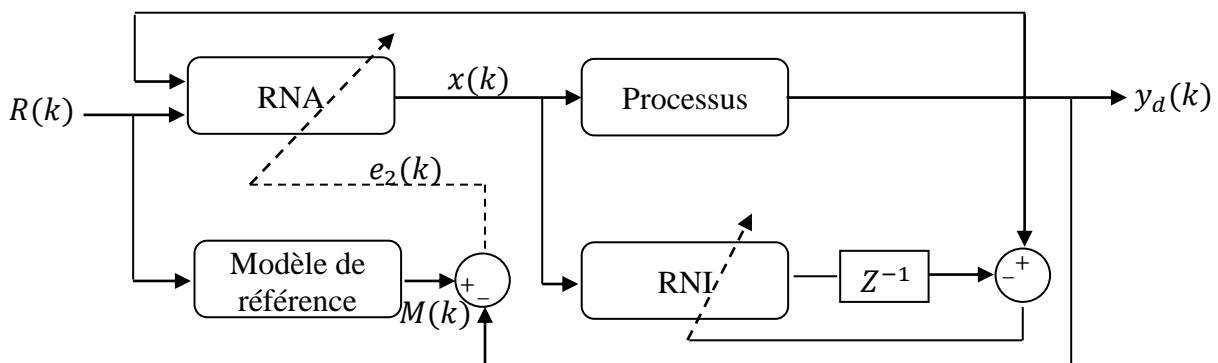 x(k)
RNA
Processus
R(k)
y_d(k)
e_2(k)
Modèle de
référence
+
−
M(k)
RNI
Z^{-1}
−
+